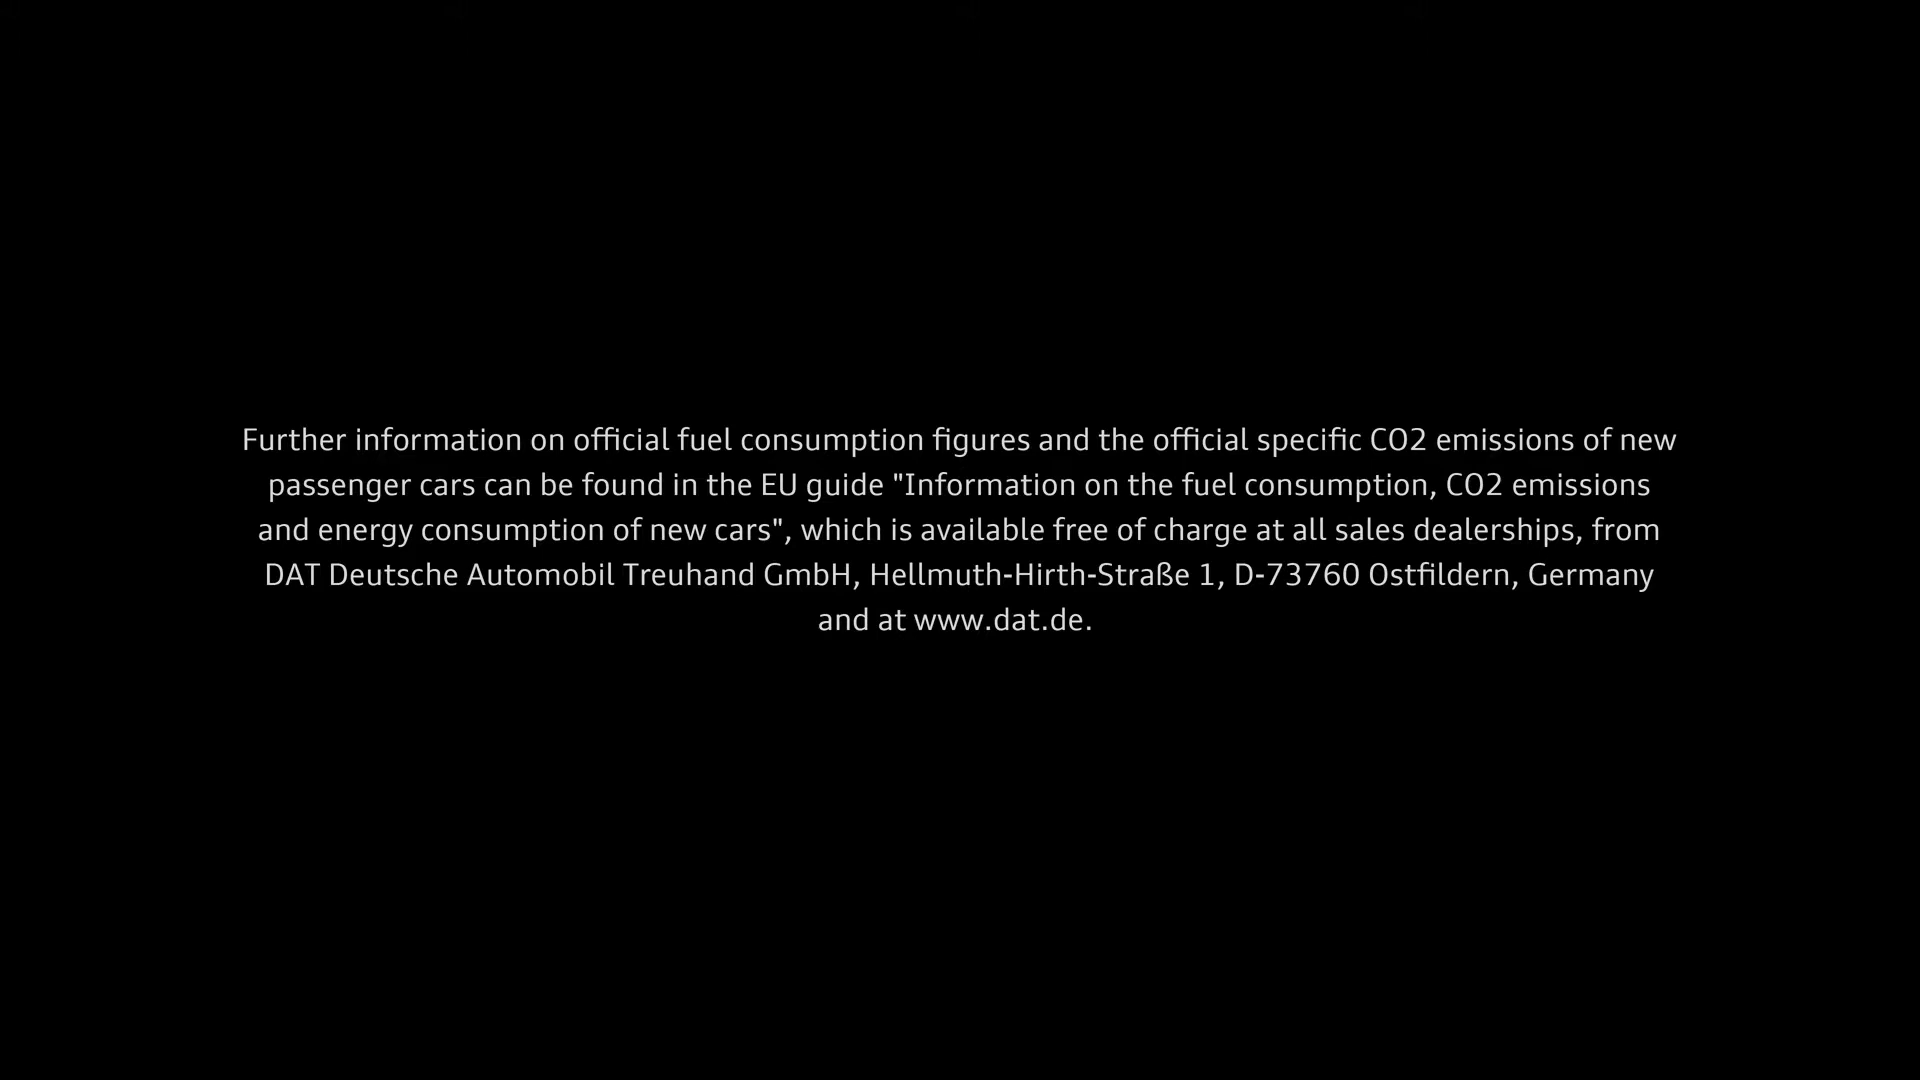 Further information on official fuel consumption figures and the official specific CO2 emissions of new
passenger cars can be found in the EU guide "Information on the fuel consumption, CO2 emissions
and energy consumption of new cars", which is available free of charge at all sales dealerships, from
DAT Deutsche Automobil Treuhand GmbH, Hellmuth-Hirth-Straße 1, D-73760 Ostfildern, Germany
and at www.dat.de.